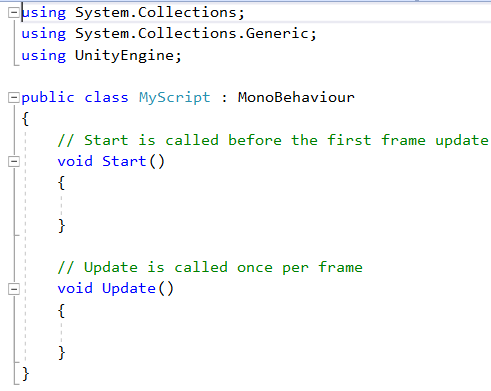 using System.Collections;
using System.Collections.Generic;
using UnityEngine;
public class MyScript : MonoBehaviour
{
    // Start is called before the first frame update
    void Start()
    {
    }
    // Update is called once per frame
    void Update()
    {
    }
}